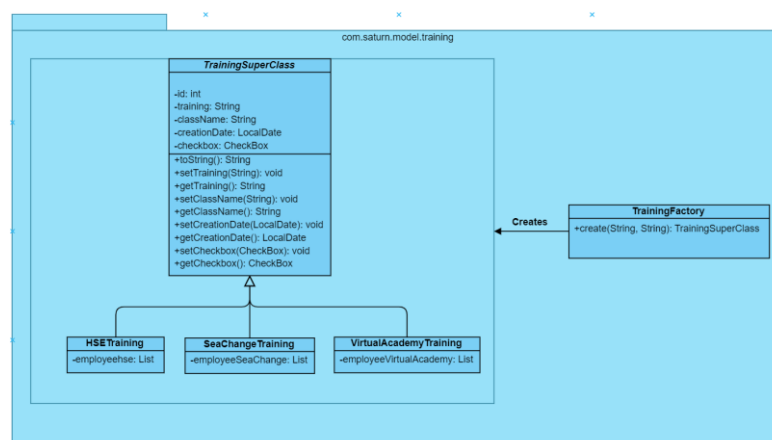 com.saturn.model.training
TrainingSuperClass
-id: int
-training: String
-className: String
-creationDate: LocalDate
-checkbox: CheckBox
+toString(): String
+setTraining(String): void
+getTraining(): String
+setClassName(String): void
+getClassName(): String
+setCreationDate(LocalDate): void
+getCreationDate(): LocalDate
+setCheckbox(CheckBox): void
+getCheckbox(): CheckBox
Creates
TrainingFactory
+create(String, String): TrainingSuperClass
HSETraining
-employeehse: List
SeaChangeTraining
-employeeSeaChange: List
VirtualAcademyTraining
-employeeVirtualAcademy: List